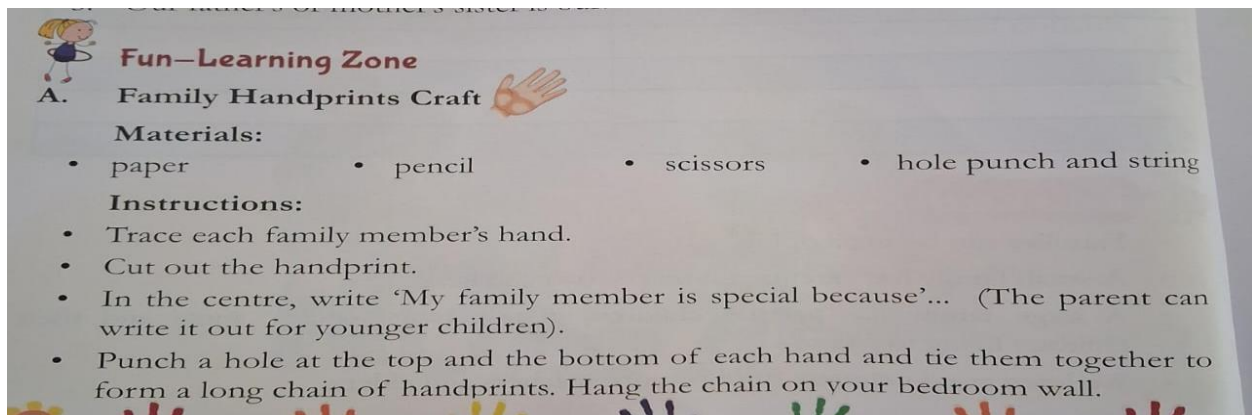 Fun–Learning Zone
A. Family Handprints Craft
Materials:
• paper • pencil • scissors • hole punch and string
Instructions:
• Trace each family member’s hand.
• Cut out the handprint.
• In the centre, write ‘My family member is special because’... (The parent can
write it out for younger children).
• Punch a hole at the top and the bottom of each hand and tie them together to
form a long chain of handprints. Hang the chain on your bedroom wall.